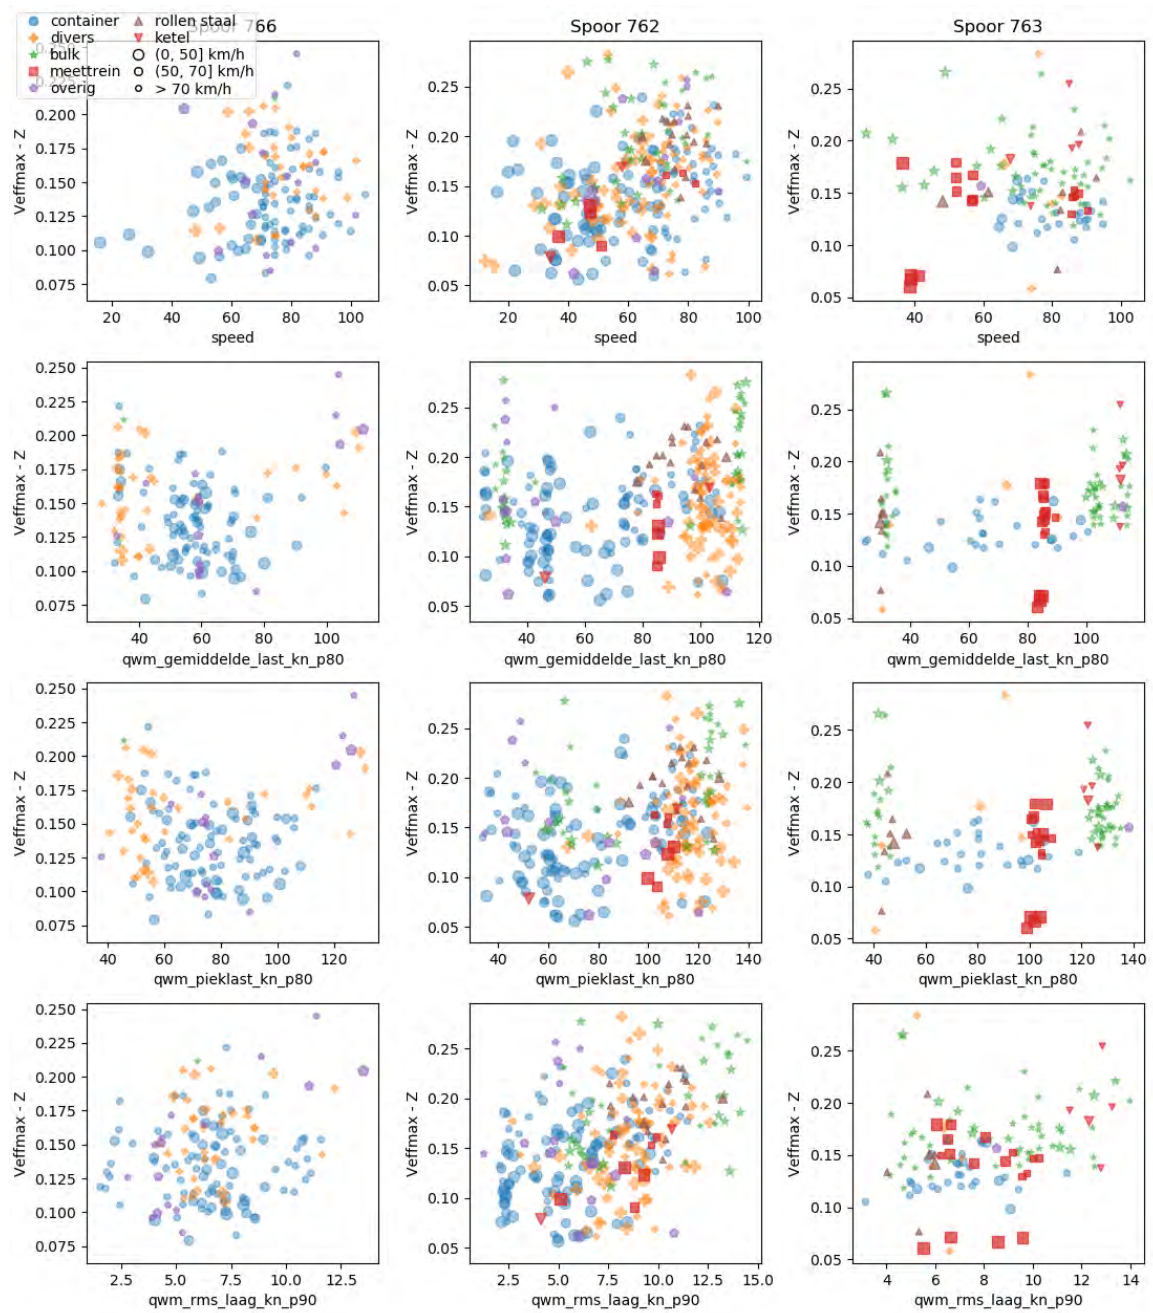 Spoor 766
Spoor 762
Spoor 763
container
divers
bulk
meettrein
overig
rollen staal
ketel
(0, 50] km/h
(50, 70] km/h
> 70 km/h
Veffmax - Z
0.250
0.225
0.200
0.175
0.150
0.125
0.100
0.075
20 40 60 80 100
speed
Veffmax - Z
0.25
0.20
0.15
0.10
0.05
20 40 60 80 100
speed
Veffmax - Z
0.25
0.20
0.15
0.10
0.05
40 60 80 100
speed
Veffmax - Z
0.250
0.225
0.200
0.175
0.150
0.125
0.100
0.075
40 60 80 100
qwm_gemiddelde_last_kn_p80
Veffmax - Z
0.25
0.20
0.15
0.10
0.05
40 60 80 100 120
qwm_gemiddelde_last_kn_p80
Veffmax - Z
0.25
0.20
0.15
0.10
0.05
40 60 80 100
qwm_gemiddelde_last_kn_p80
Veffmax - Z
0.250
0.225
0.200
0.175
0.150
0.125
0.100
0.075
40 60 80 100 120
qwm_pieklast_kn_p80
Veffmax - Z
0.25
0.20
0.15
0.10
0.05
40 60 80 100 120 140
qwm_pieklast_kn_p80
Veffmax - Z
0.25
0.20
0.15
0.10
0.05
40 60 80 100 120 140
qwm_pieklast_kn_p80
Veffmax - Z
0.250
0.225
0.200
0.175
0.150
0.125
0.100
0.075
2.5 5.0 7.5 10.0 12.5
qwm_rms_laag_kn_p90
Veffmax - Z
0.25
0.20
0.15
0.10
0.05
2.5 5.0 7.5 10.0 12.5 15.0
qwm_rms_laag_kn_p90
Veffmax - Z
0.25
0.20
0.15
0.10
0.05
4 6 8 10 12 14
qwm_rms_laag_kn_p90